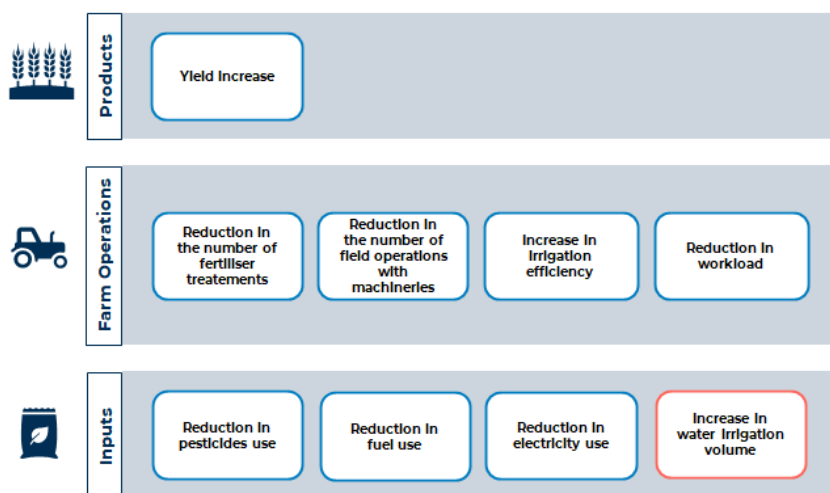 Products
Yield Increase
Farm Operations
Reduction in
the number of
fertiliser
treatements
Reduction in
the number of
field operations
with
machineries
Increase in
irrigation
efficiency
Reduction in
workload
Inputs
Reduction in
pesticides use
Reduction in
fuel use
Reduction in
electricity use
Increase in
water irrigation
volume